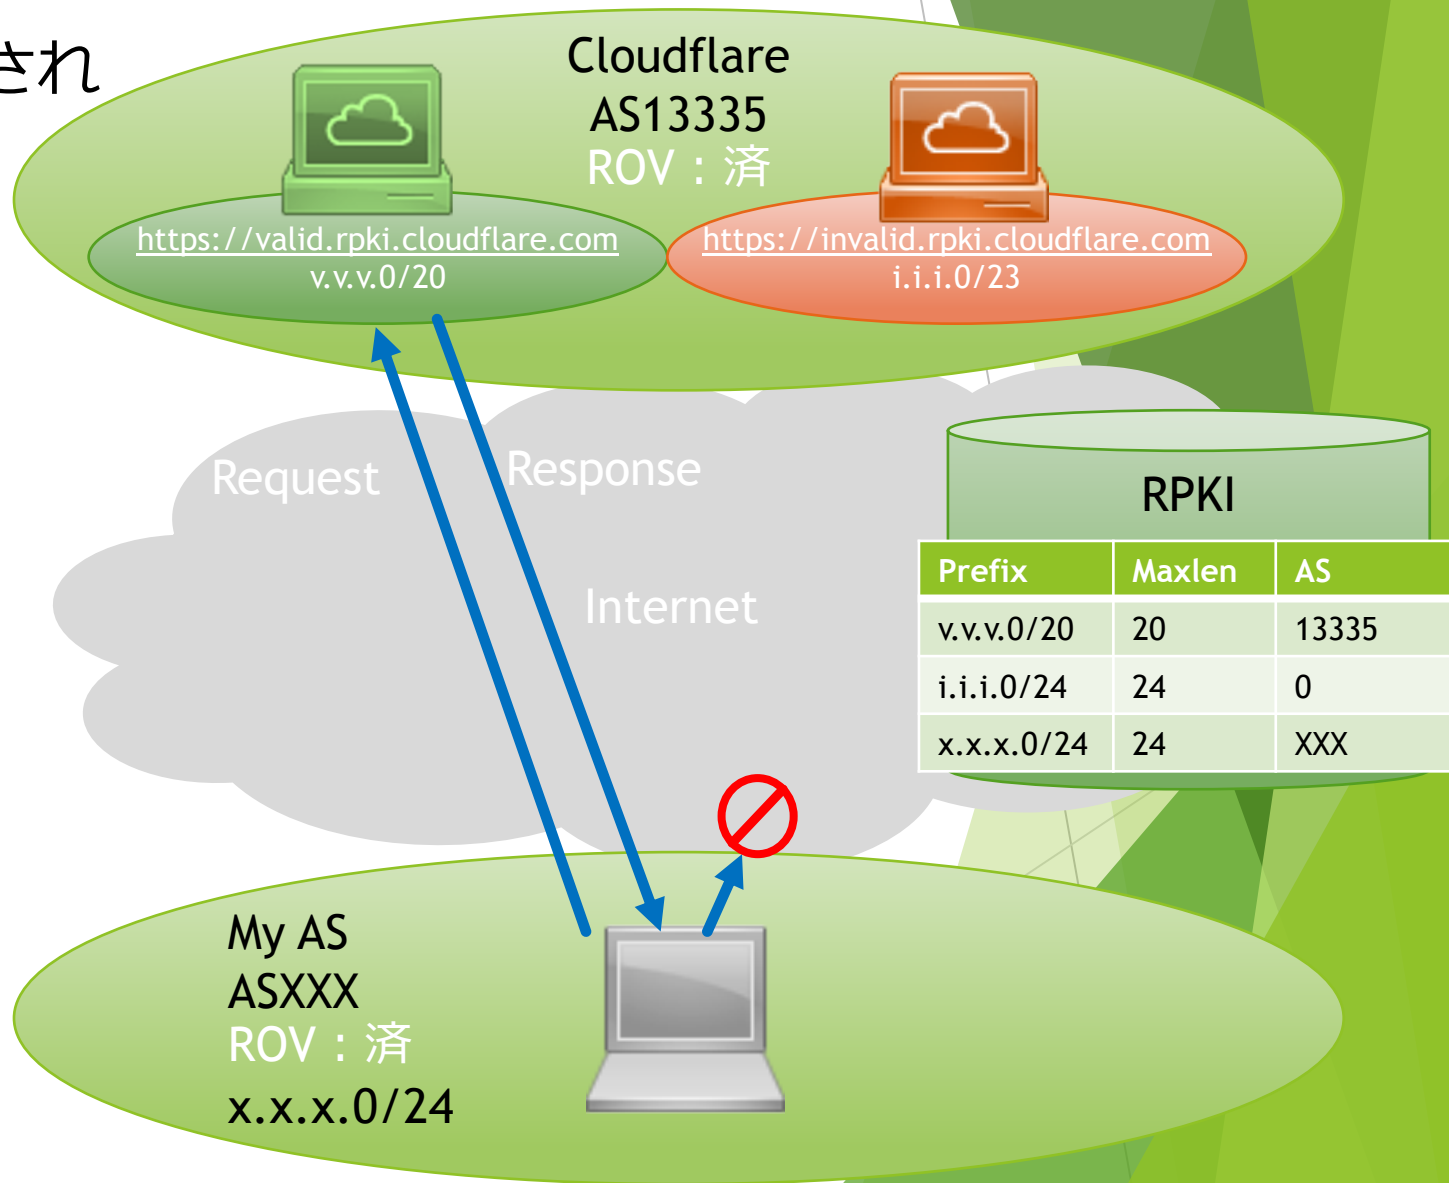 され
Cloudflare
AS13335
ROV：済
https://valid.rpki.cloudflare.com
v.v.v.0/20
https://invalid.rpki.cloudflare.com
i.i.i.0/23
Request
Response
Internet
RPKI
Prefix Maxlen AS
v.v.v.0/20 20 13335
i.i.i.0/24 24 0
x.x.x.0/24 24 XXX
My AS
ASXXX
ROV：済
x.x.x.0/24